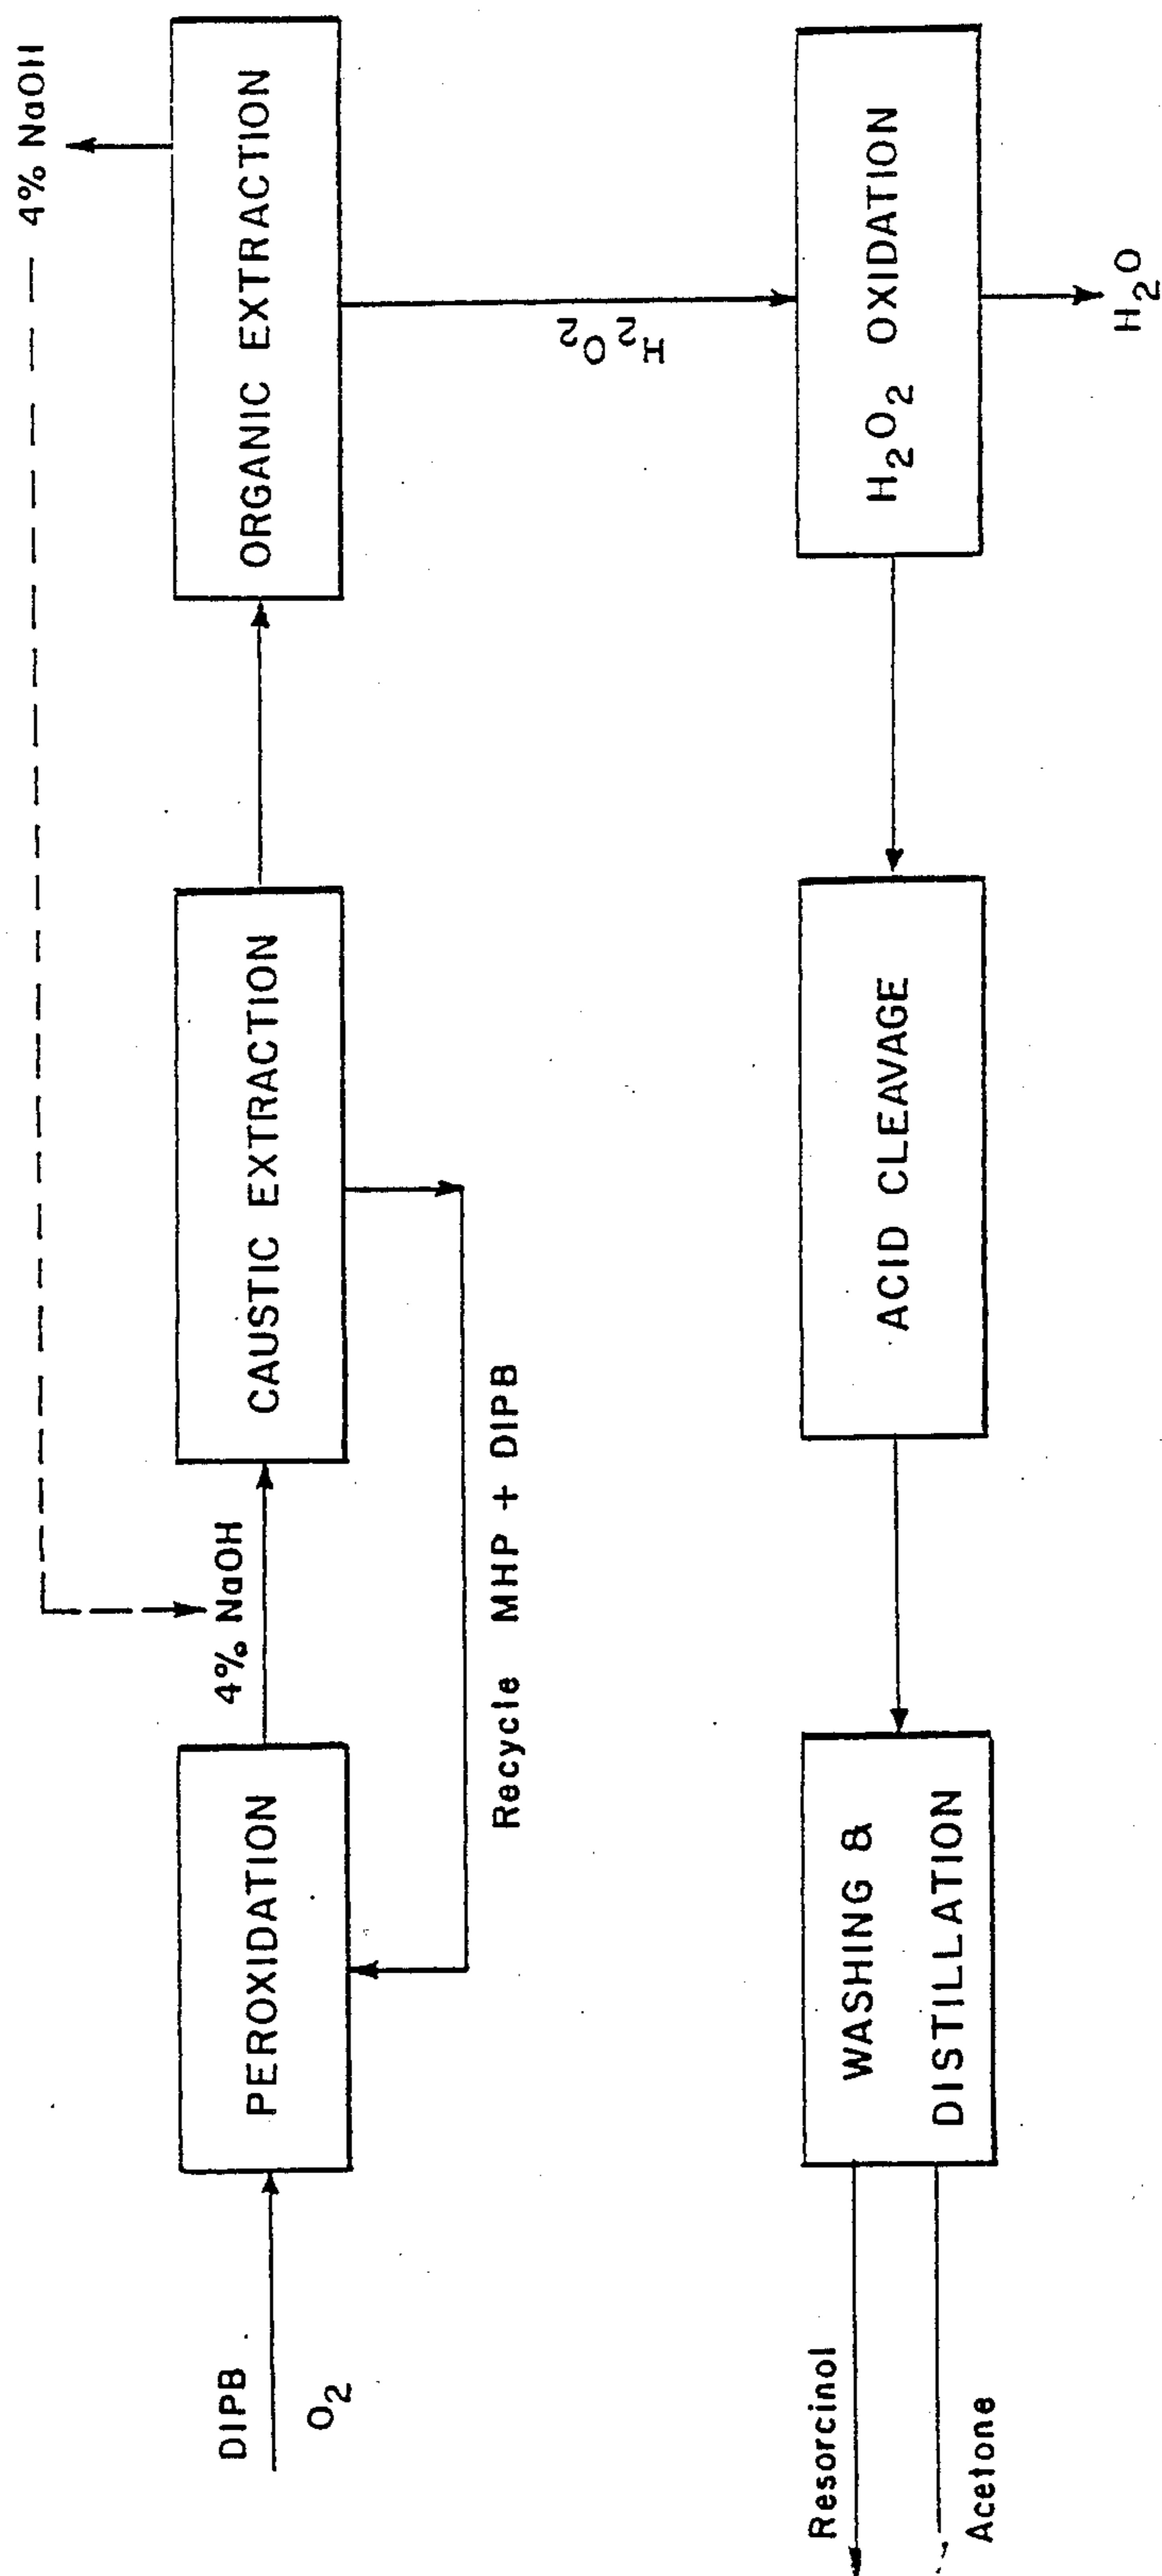 4% NaOH
DIPB
O2
PEROXIDATION
4% NaOH
CAUSTIC EXTRACTION
ORGANIC EXTRACTION
Recycle MHP + DIPB
H2O2
Resorcinol
Acetone
WASHING &
DISTILLATION
ACID CLEAVAGE
H2O2 OXIDATION
H2O